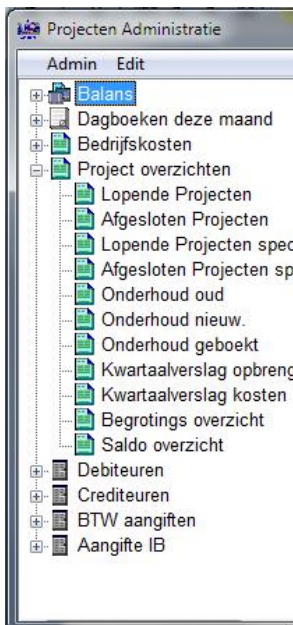 Projecten Administratie
Admin Edit
Balans
Dagboeken deze maand
Bedrijfskosten
Project overzichten
Lopende Projecten
Afgesloten Projecten
Lopende Projecten spec
Afgesloten Projecten sp
Onderhoud oud
Onderhoud nieuw.
Onderhoud geboekt
Kwartaalverslag opbreng
Kwartaalverslag kosten
Begrotings overzicht
Saldo overzicht
Debiteuren
Crediteuren
BTW aangiften
Aangifte IB